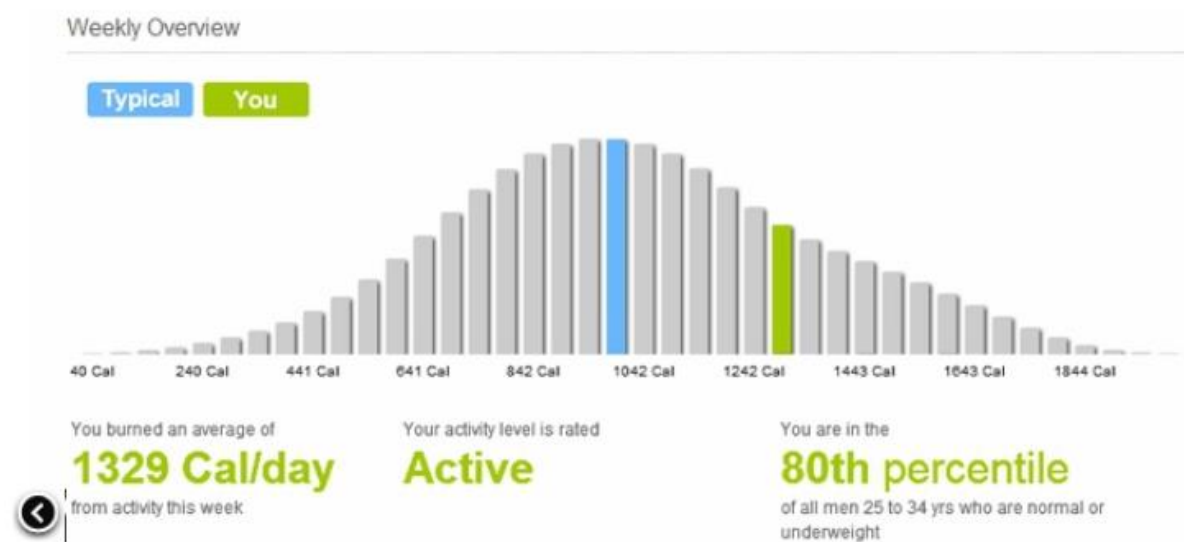 Weekly Overview
Typical You
40 Cal 240 Cal 441 Cal 641 Cal 842 Cal 1042 Cal 1242 Cal 1443 Cal 1643 Cal 1844 Cal
You burned an average of
1329 Cal/day
from activity this week
Your activity level is rated
Active
You are in the
80th percentile
of all men 25 to 34 yrs who are normal or
underweight